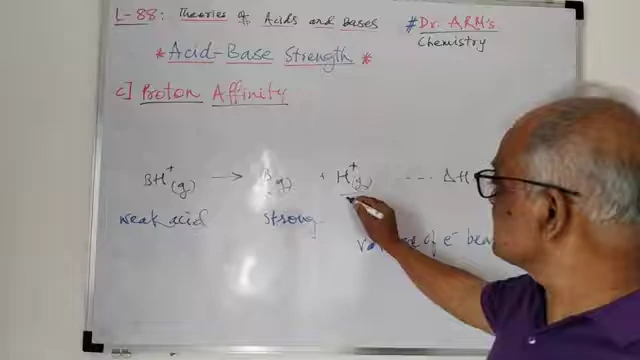 L-88: Theories of Acids and Bases
# Dr. ARM's
Chemistry
* Acid-Base Strength *
c] Proton Affinity
BH⁺(g) → B(g) + H⁺(g) ---- ΔH
weak acid strong
of e⁻